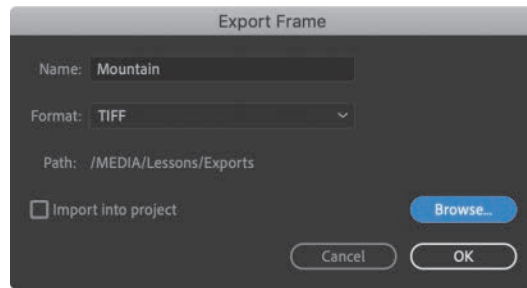 Export Frame
Name: Mountain
Format: TIFF
Path: /MEDIA/Lessons/Exports
Import into project
Browse...
Cancel
OK